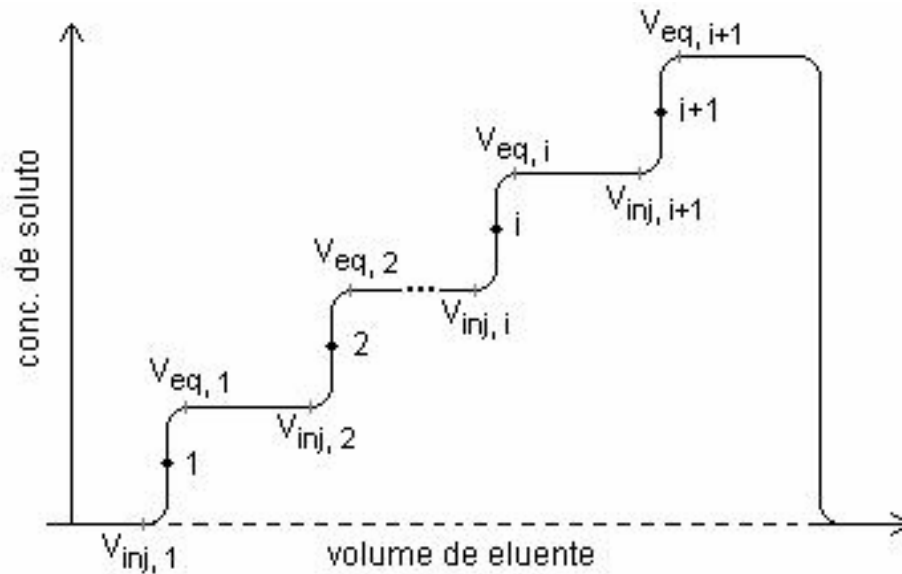 V_eq, i+1
i+1
V_eq, i
V_inj, i+1
i
V_eq, 2
V_inj, i
2
V_eq, 1
V_inj, 2
1
V_inj, 1
conc. de soluto
volume de eluente